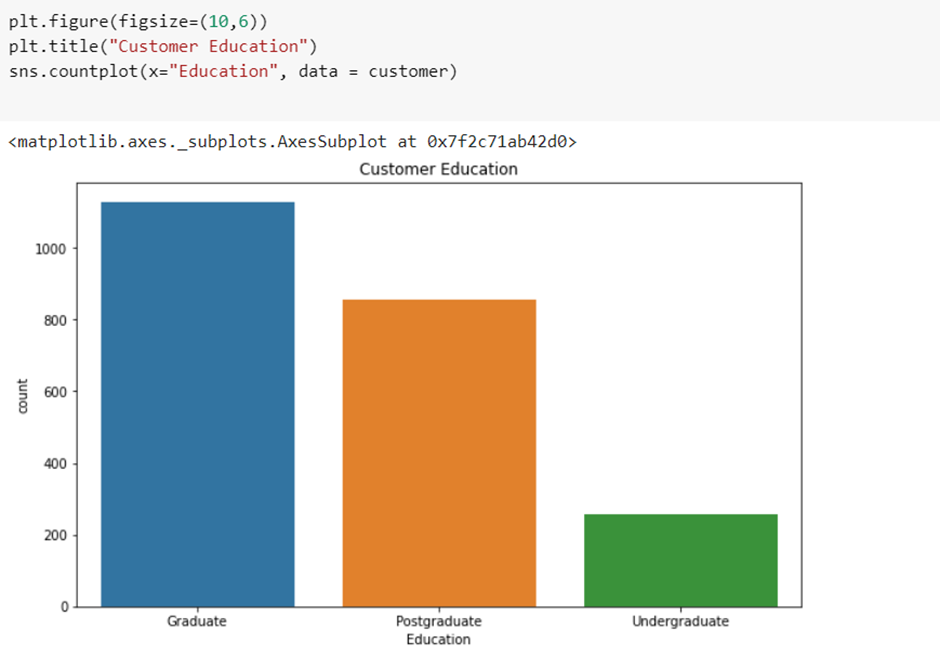 plt.figure(figsize=(10,6))
plt.title("Customer Education")
sns.countplot(x="Education", data = customer)
<matplotlib.axes._subplots.AxesSubplot at 0x7f2c71ab42d0>
Customer Education
1000
800
600
400
200
0
count
Graduate Postgraduate Undergraduate
Education